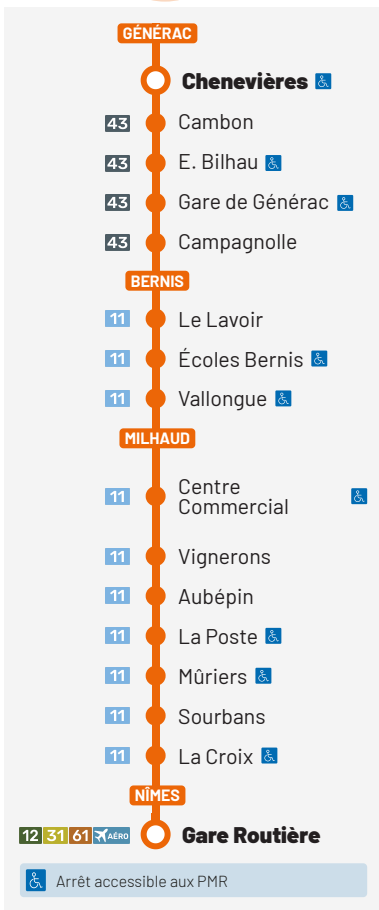 GÉNÉRAC
Chenevières
43 Cambon
43 E. Bilhau
43 Gare de Générac
43 Campagnolle
BERNIS
11 Le Lavoir
11 Écoles Bernis
11 Vallongue
MILHAUD
11 Centre
Commercial
11 Vignerons
11 Aubépin
11 La Poste
11 Mûriers
11 Sourbans
11 La Croix
NÎMES
12 31 61 AÉRO Gare Routière
Arrêt accessible aux PMR